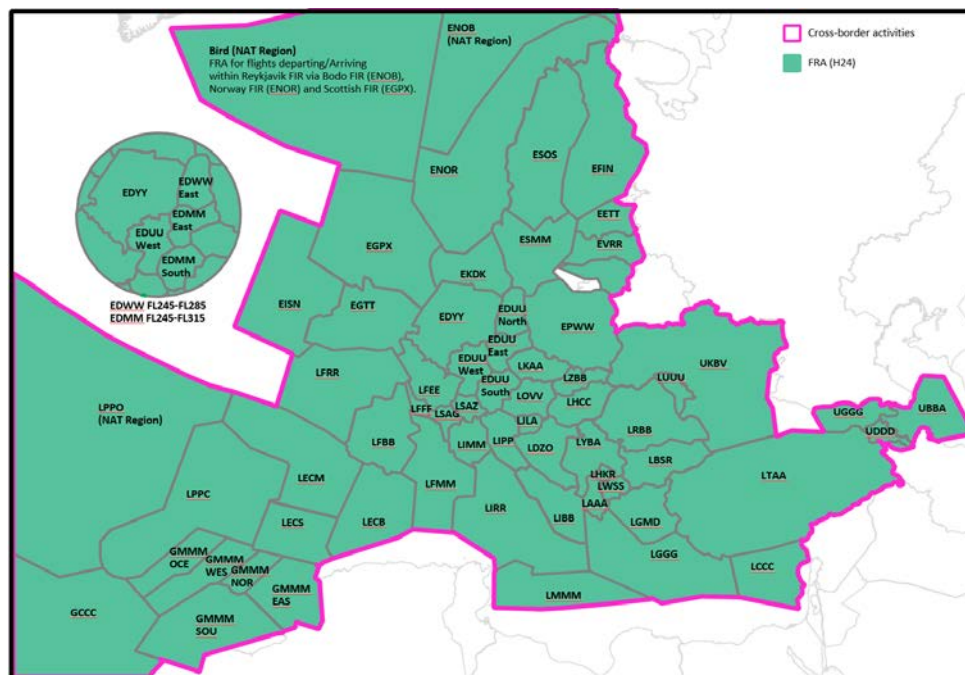 ENOB
(NAT Region)
Bird (NAT Region)
FRA for flights departing/Arriving
within Reykjavik FIR via Bodo FIR (ENOB),
Norway FIR (ENOR) and Scottish FIR (EGPX).
Cross-border activities
FRA (H24)
EDYY
EDWW
East
EDMM
East
EDUU
West
EDMM
South
EDWW FL245-FL285
EDMM FL245-FL315
ENOR
ESOS
EFIN
EETT
EVRR
ESMM
EGPX
EKDK
EISN
EGTT
EDYY
EDUU
North
EPWW
EDUU
East
EDUU
West
LKAA
UKBV
LFRR
LFEE
EDUU
South
LZBB
LUUU
LOVV
LHCC
LSAZ
LFFF
LSAG
LPPO
(NAT Region)
UGGG
UBBA
UDDD
LJLA
LRBB
LFBB
LIMM
LIPP
LDZO
LYBA
LBSR
LTAA
LECM
LPPC
LFMM
LHKR
LWSS
LAAA
LIRR
LIBB
LGMD
LECS
LECB
LGGG
LCCC
GMMM
OCE
GMMM
WES
GMMM
NOR
GMMM
EAS
LMMM
GCCC
GMMM
SOU